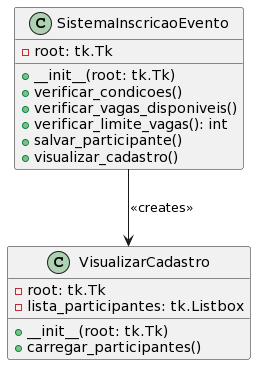 C SistemaInscricaoEvento
root: tk.Tk
__init__(root: tk.Tk)
verificar_condicoes()
verificar_vagas_disponiveis()
verificar_limite_vagas(): int
salvar_participante()
visualizar_cadastro()
«creates»
C VisualizarCadastro
root: tk.Tk
lista_participantes: tk.Listbox
__init__(root: tk.Tk)
carregar_participantes()